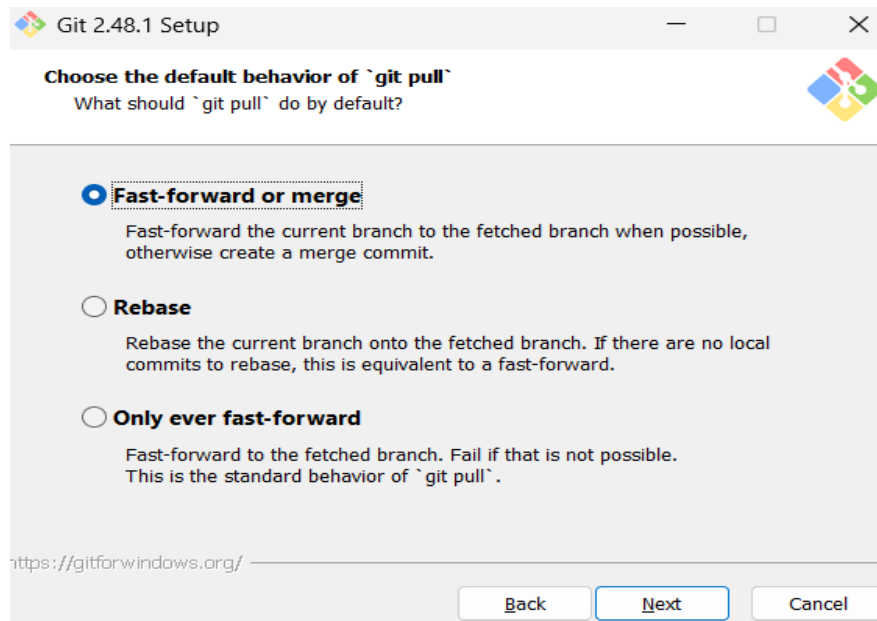 Git 2.48.1 Setup
Choose the default behavior of `git pull`
What should `git pull` do by default?
Fast-forward or merge
Fast-forward the current branch to the fetched branch when possible,
otherwise create a merge commit.
Rebase
Rebase the current branch onto the fetched branch. If there are no local
commits to rebase, this is equivalent to a fast-forward.
Only ever fast-forward
Fast-forward to the fetched branch. Fail if that is not possible.
This is the standard behavior of `git pull`.
https://gitforwindows.org/
Back Next Cancel